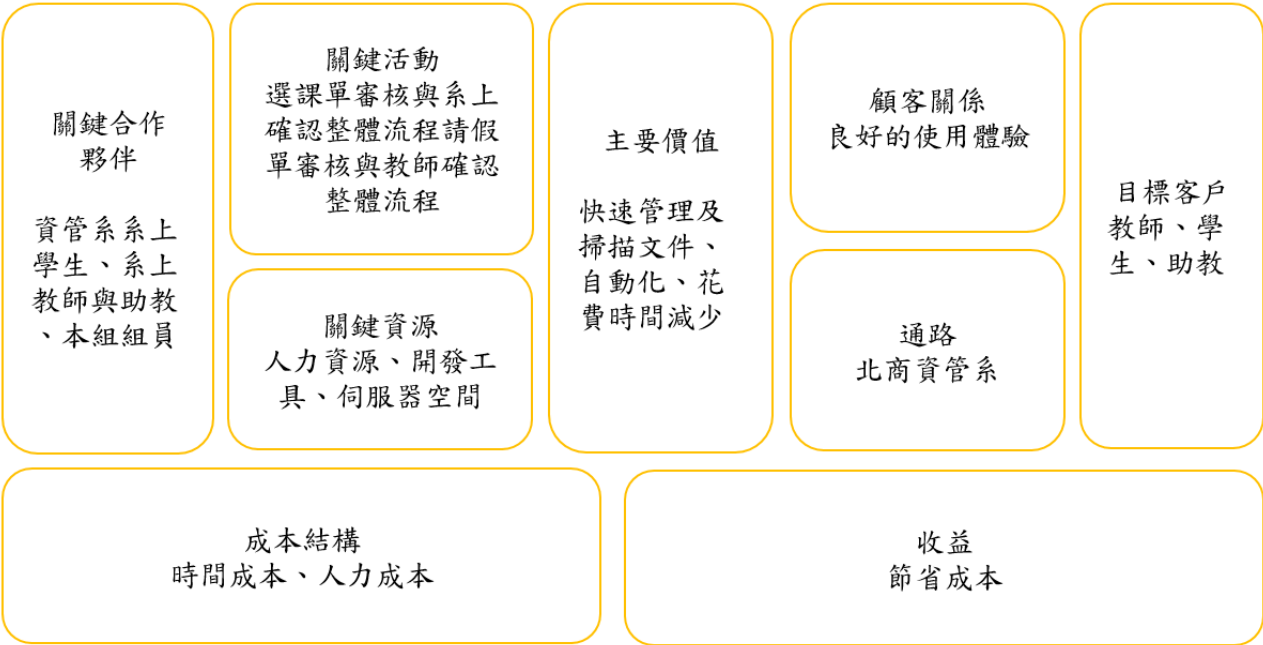 關鍵合作
夥伴
資管系系上
學生、系上
教師與助教
、本組組員
關鍵活動
選課單審核與系上
確認整體流程請假
單審核與教師確認
整體流程
關鍵資源
人力資源、開發工
具、伺服器空間
主要價值
快速管理及
掃描文件、
自動化、花
費時間減少
顧客關係
良好的使用體驗
通路
北商資管系
目標客戶
教師、學
生、助教
成本結構
時間成本、人力成本
收益
節省成本